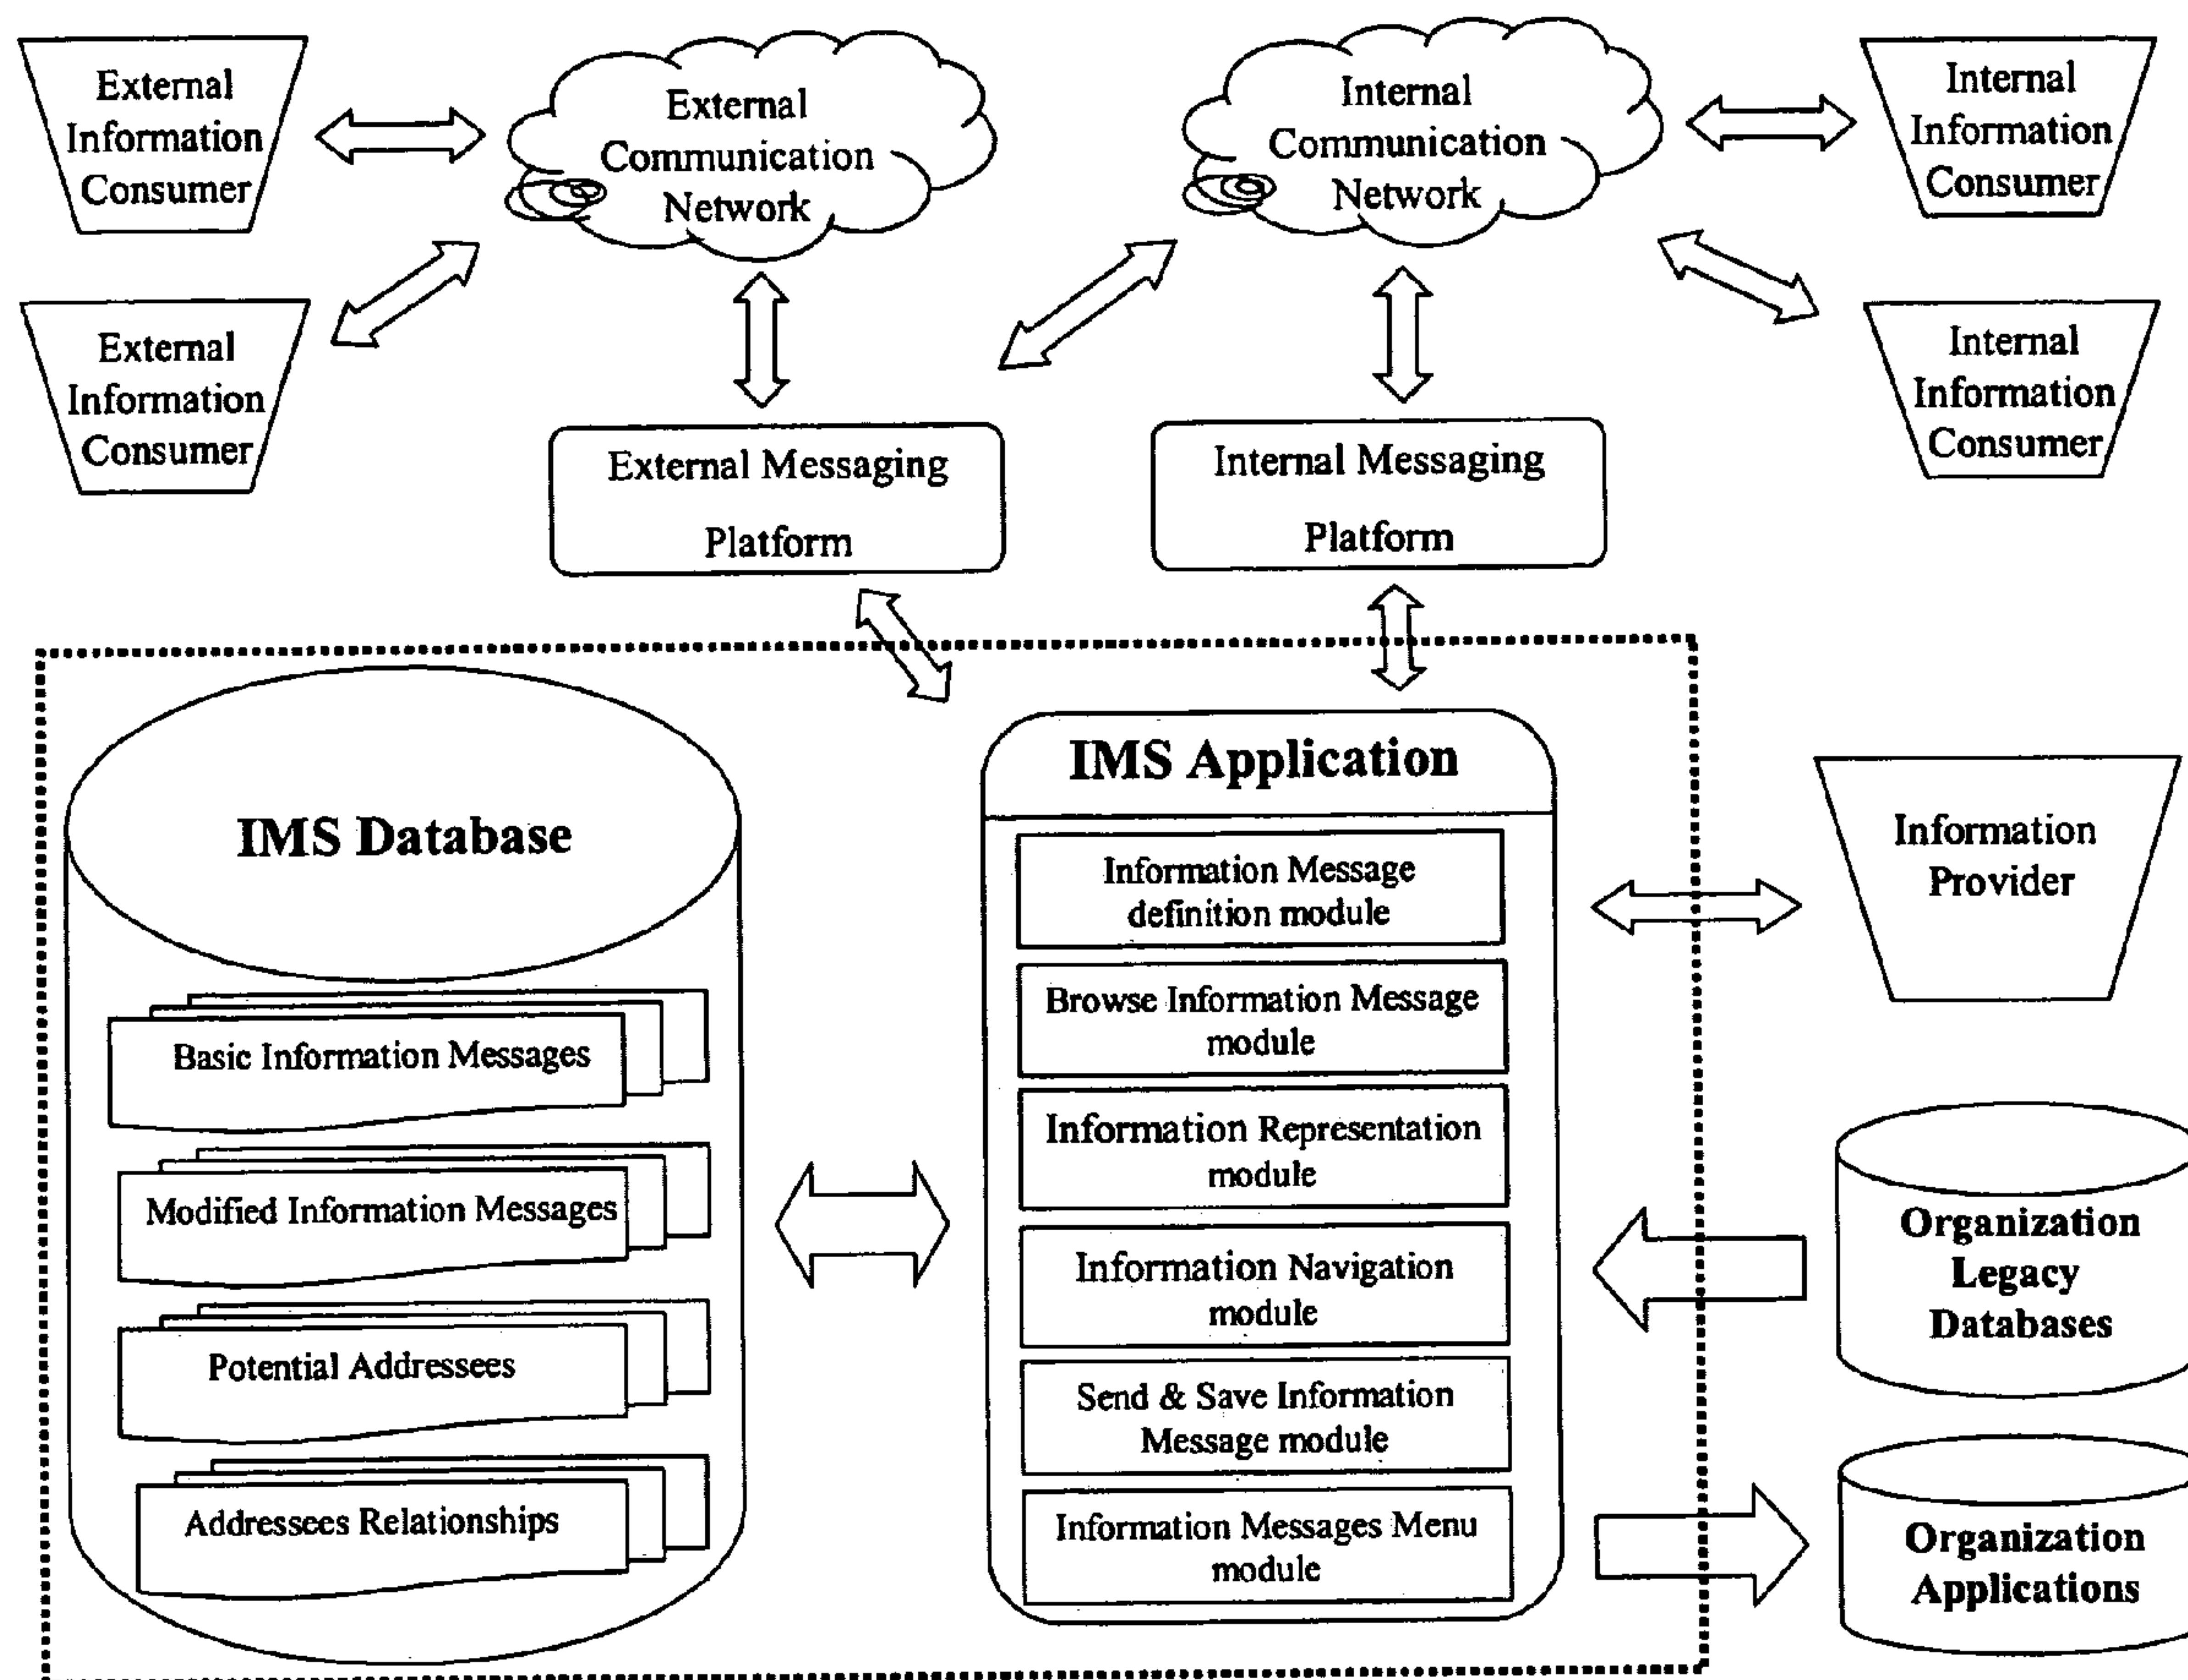 External
Information
Consumer
External
Communication
Network
Internal
Communication
Network
Internal
Information
Consumer
External
Information
Consumer
Internal
Information
Consumer
External Messaging
Platform
Internal Messaging
Platform
IMS Database
Basic Information Messages
Modified Information Messages
Potential Addressees
Addressees Relationships
IMS Application
Information Message
definition module
Browse Information Message
module
Information Representation
module
Information Navigation
module
Send & Save Information
Message module
Information Messages Menu
module
Information
Provider
Organization
Legacy
Databases
Organization
Applications